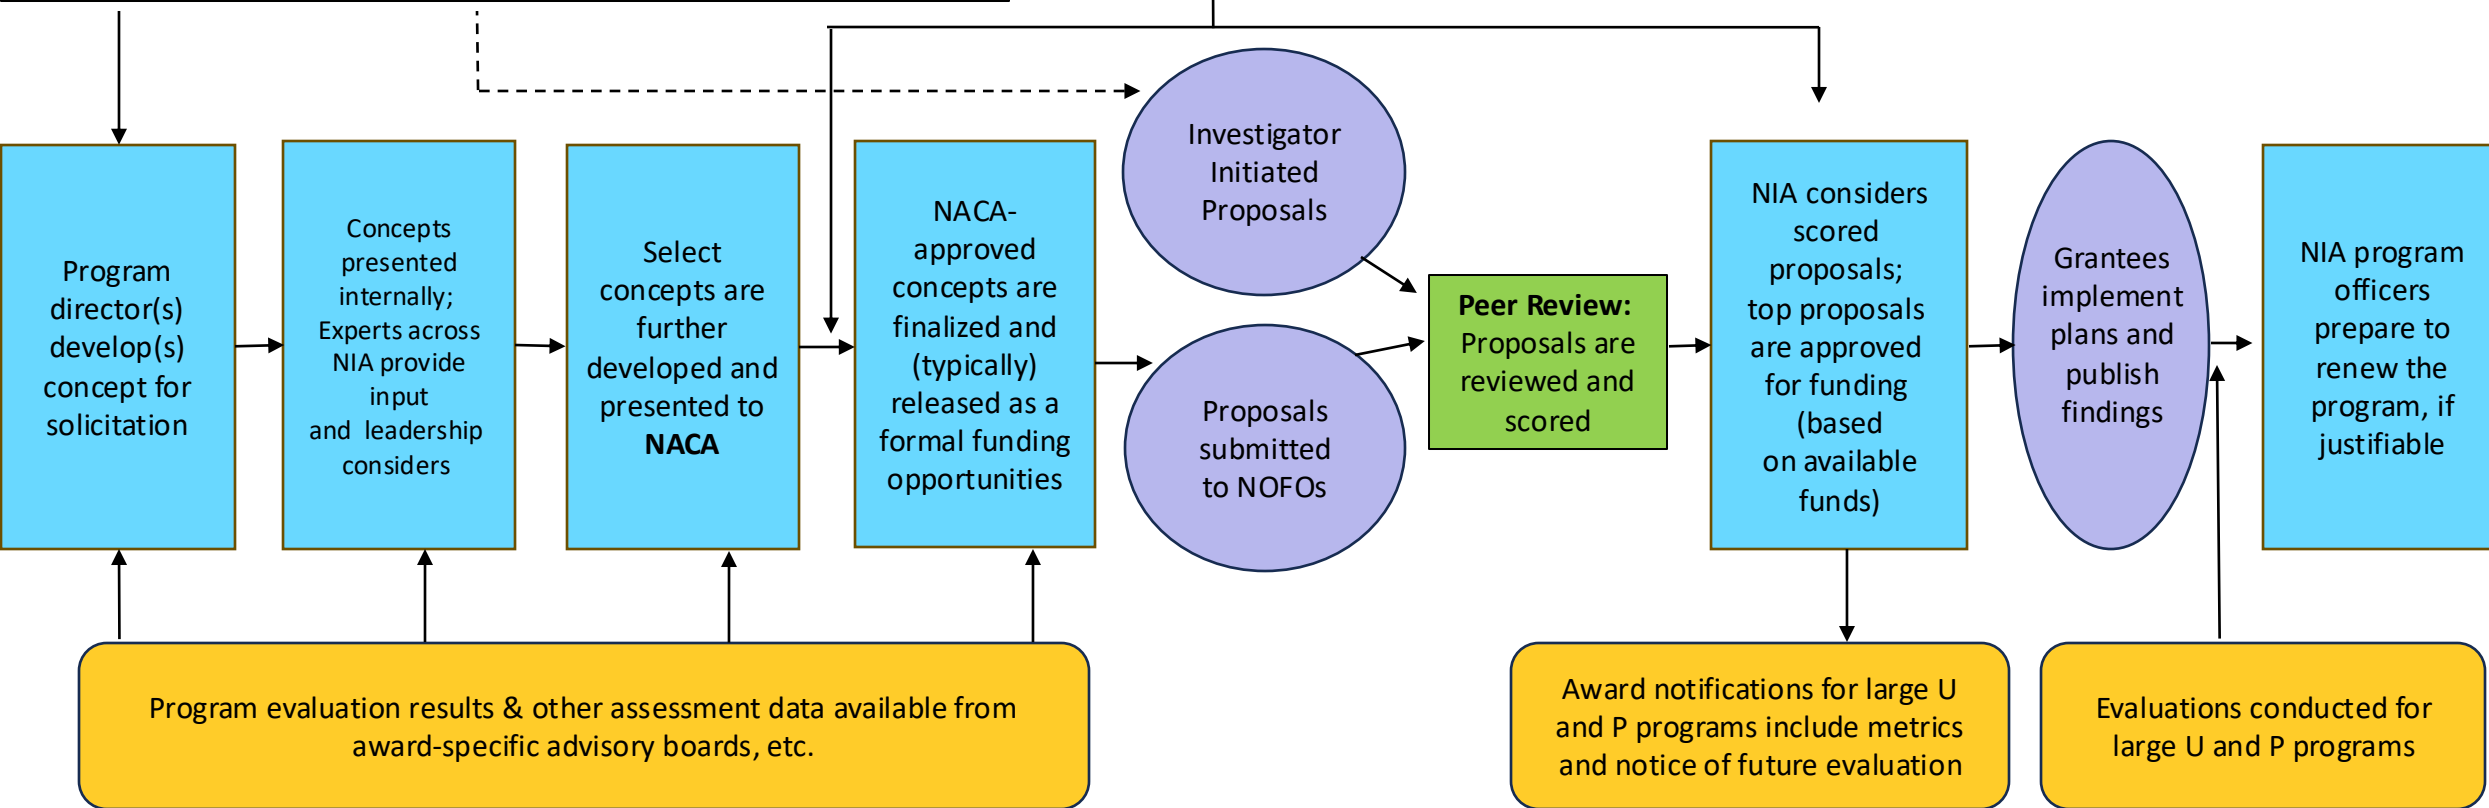 Program
director(s)
develop(s)
concept for
solicitation
Concepts
presented
internally;
Experts across
NIA provide
input
and leadership
considers
Select
concepts are
further
developed and
presented to
NACA
NACA-
approved
concepts are
finalized and
(typically)
released as a
formal funding
opportunities
Investigator
Initiated
Proposals
Proposals
submitted
to NOFOs
Peer Review:
Proposals are
reviewed and
scored
NIA considers
scored
proposals;
top proposals
are approved
for funding
(based
on available
funds)
Grantees
implement
plans and
publish
findings
NIA program
officers
prepare to
renew the
program, if
justifiable
Program evaluation results & other assessment data available from
award-specific advisory boards, etc.
Award notifications for large U
and P programs include metrics
and notice of future evaluation
Evaluations conducted for
large U and P programs